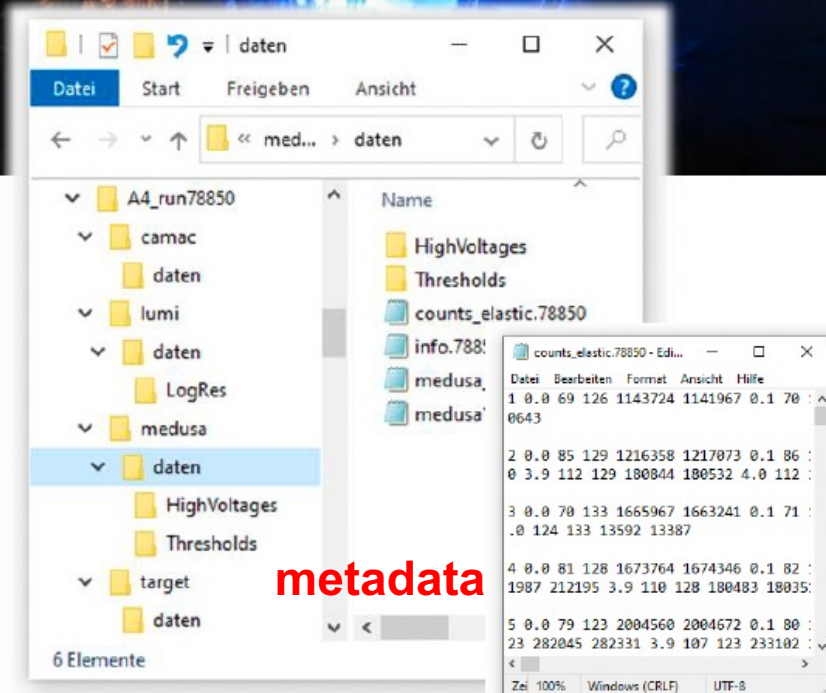 daten
Datei Start Freigeben Ansicht
« med... › daten
A4_run78850
camac
daten
lumi
daten
LogRes
medusa
daten
HighVoltages
Thresholds
target
daten
6 Elemente
Name
HighVoltages
Thresholds
counts_elastic.78850
medusa_
metadata
counts_elastic.78850 - Edi...
Datei Bearbeiten Format Ansicht Hilfe
1 0.0 69 126 1143724 1141967 0.1 70
0643
2 0.0 85 129 1216358 1217073 0.1 86
0 3.9 112 129 180844 180532 4.0 112
3 0.0 70 133 1665967 1663241 0.1 71
.0 124 133 13592 13387
4 0.0 81 128 1673764 1674346 0.1 82
1987 212195 3.9 110 128 180483
5 0.0 79 123 2004560 2004672 0.1 80
23 282045 282331 3.9 107 123 233102
100% Windows (CRLF) UTF-8